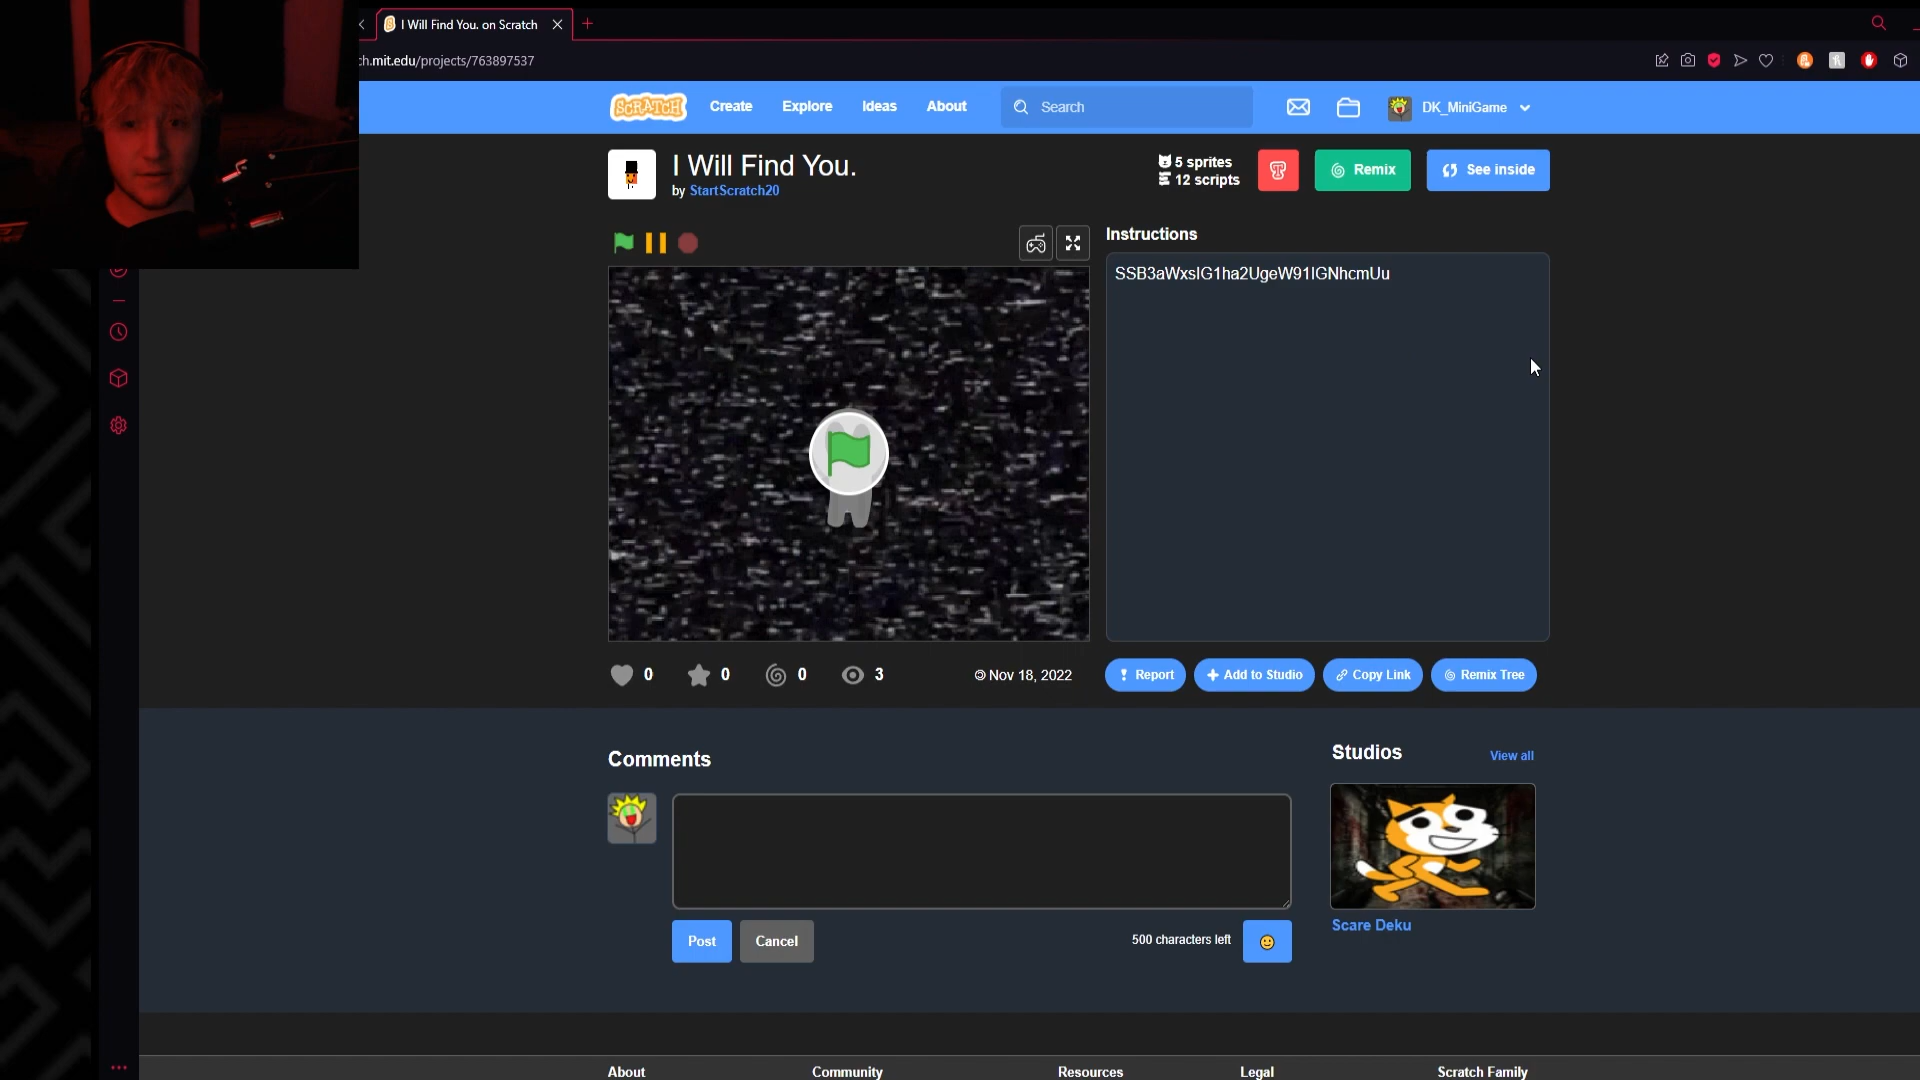 I Will Find You. on Scratch
ch.mit.edu/projects/763897537
SCRATCH
Create
Explore
Ideas
About
Search
DK_MiniGame
I Will Find You.
by StartScratch20
5 sprites
12 scripts
Remix
See inside
Instructions
SSB3aWxsIG1ha2UgeW91IGNhcmUu
0
0
0
3
© Nov 18, 2022
Report
Add to Studio
Copy Link
Remix Tree
Comments
Studios
View all
Post
Cancel
500 characters left
Scare Deku
About
Community
Resources
Legal
Scratch Family